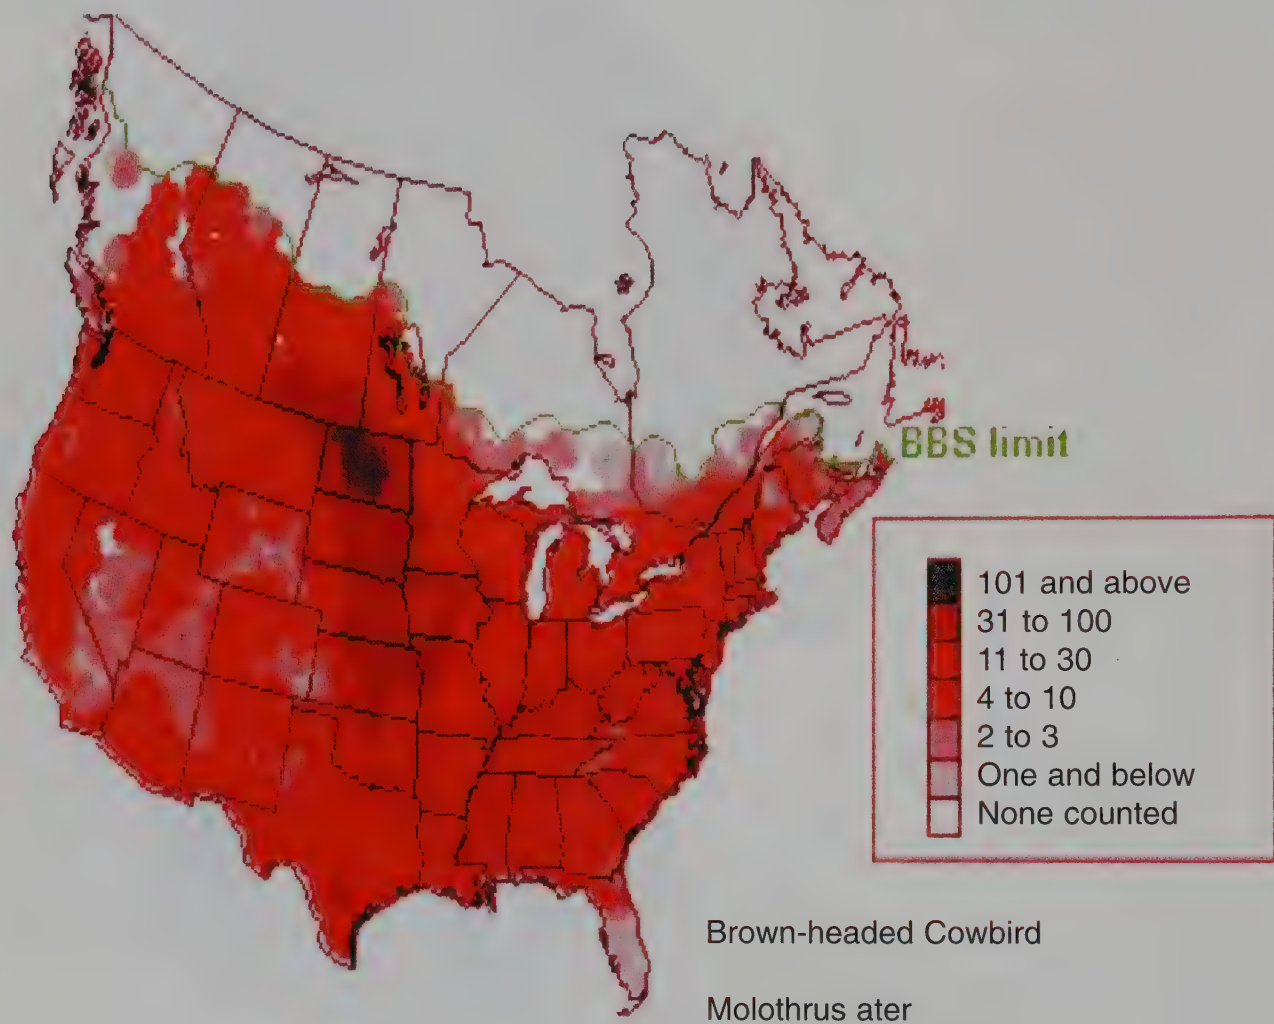 BBS limit
101 and above
31 to 100
11 to 30
4 to 10
2 to 3
One and below
None counted
Brown-headed Cowbird
Molothrus ater